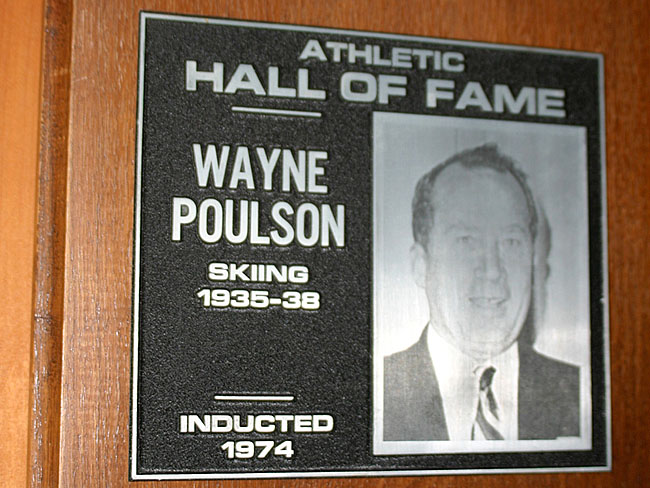 ATHLETIC
HALL OF FAME
WAYNE
POULSON
SKIING
1935-38
INDUCTED
1974